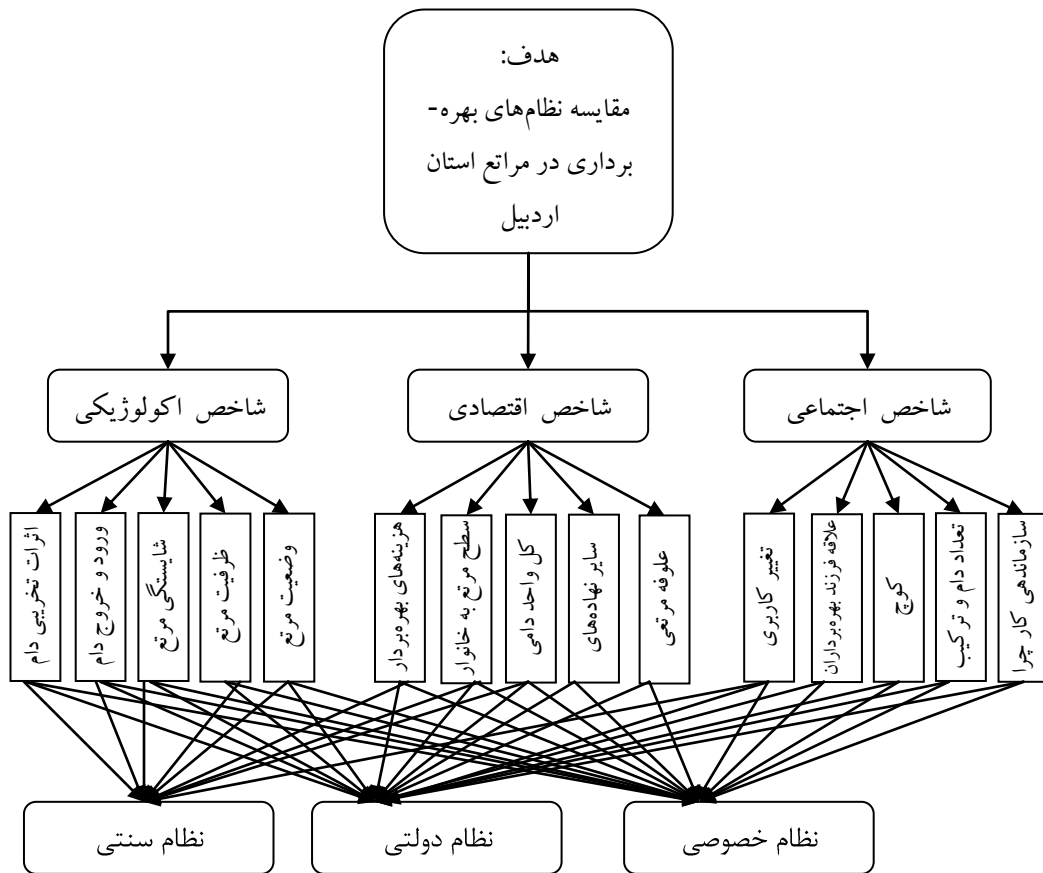 هدف:
مقایسه نظام‌های بهره-
برداری در مراتع استان
اردبیل
شاخص اجتماعی
شاخص اقتصادی
شاخص اکولوژیکی
سازماندهی کار چرا
تعداد دام و ترکیب
کوچ
علاقه فرزند بهره‌برداران
تغییر کاربری
علوفه مرتعی
سایر نهاده‌های
کل واحد دامی
سطح مرتع به خانوار
هزینه‌های بهره‌بردار
وضعیت مرتع
ظرفیت مرتع
شایستگی مرتع
ورود و خروج دام
اثرات تخریبی دام
نظام خصوصی
نظام دولتی
نظام سنتی